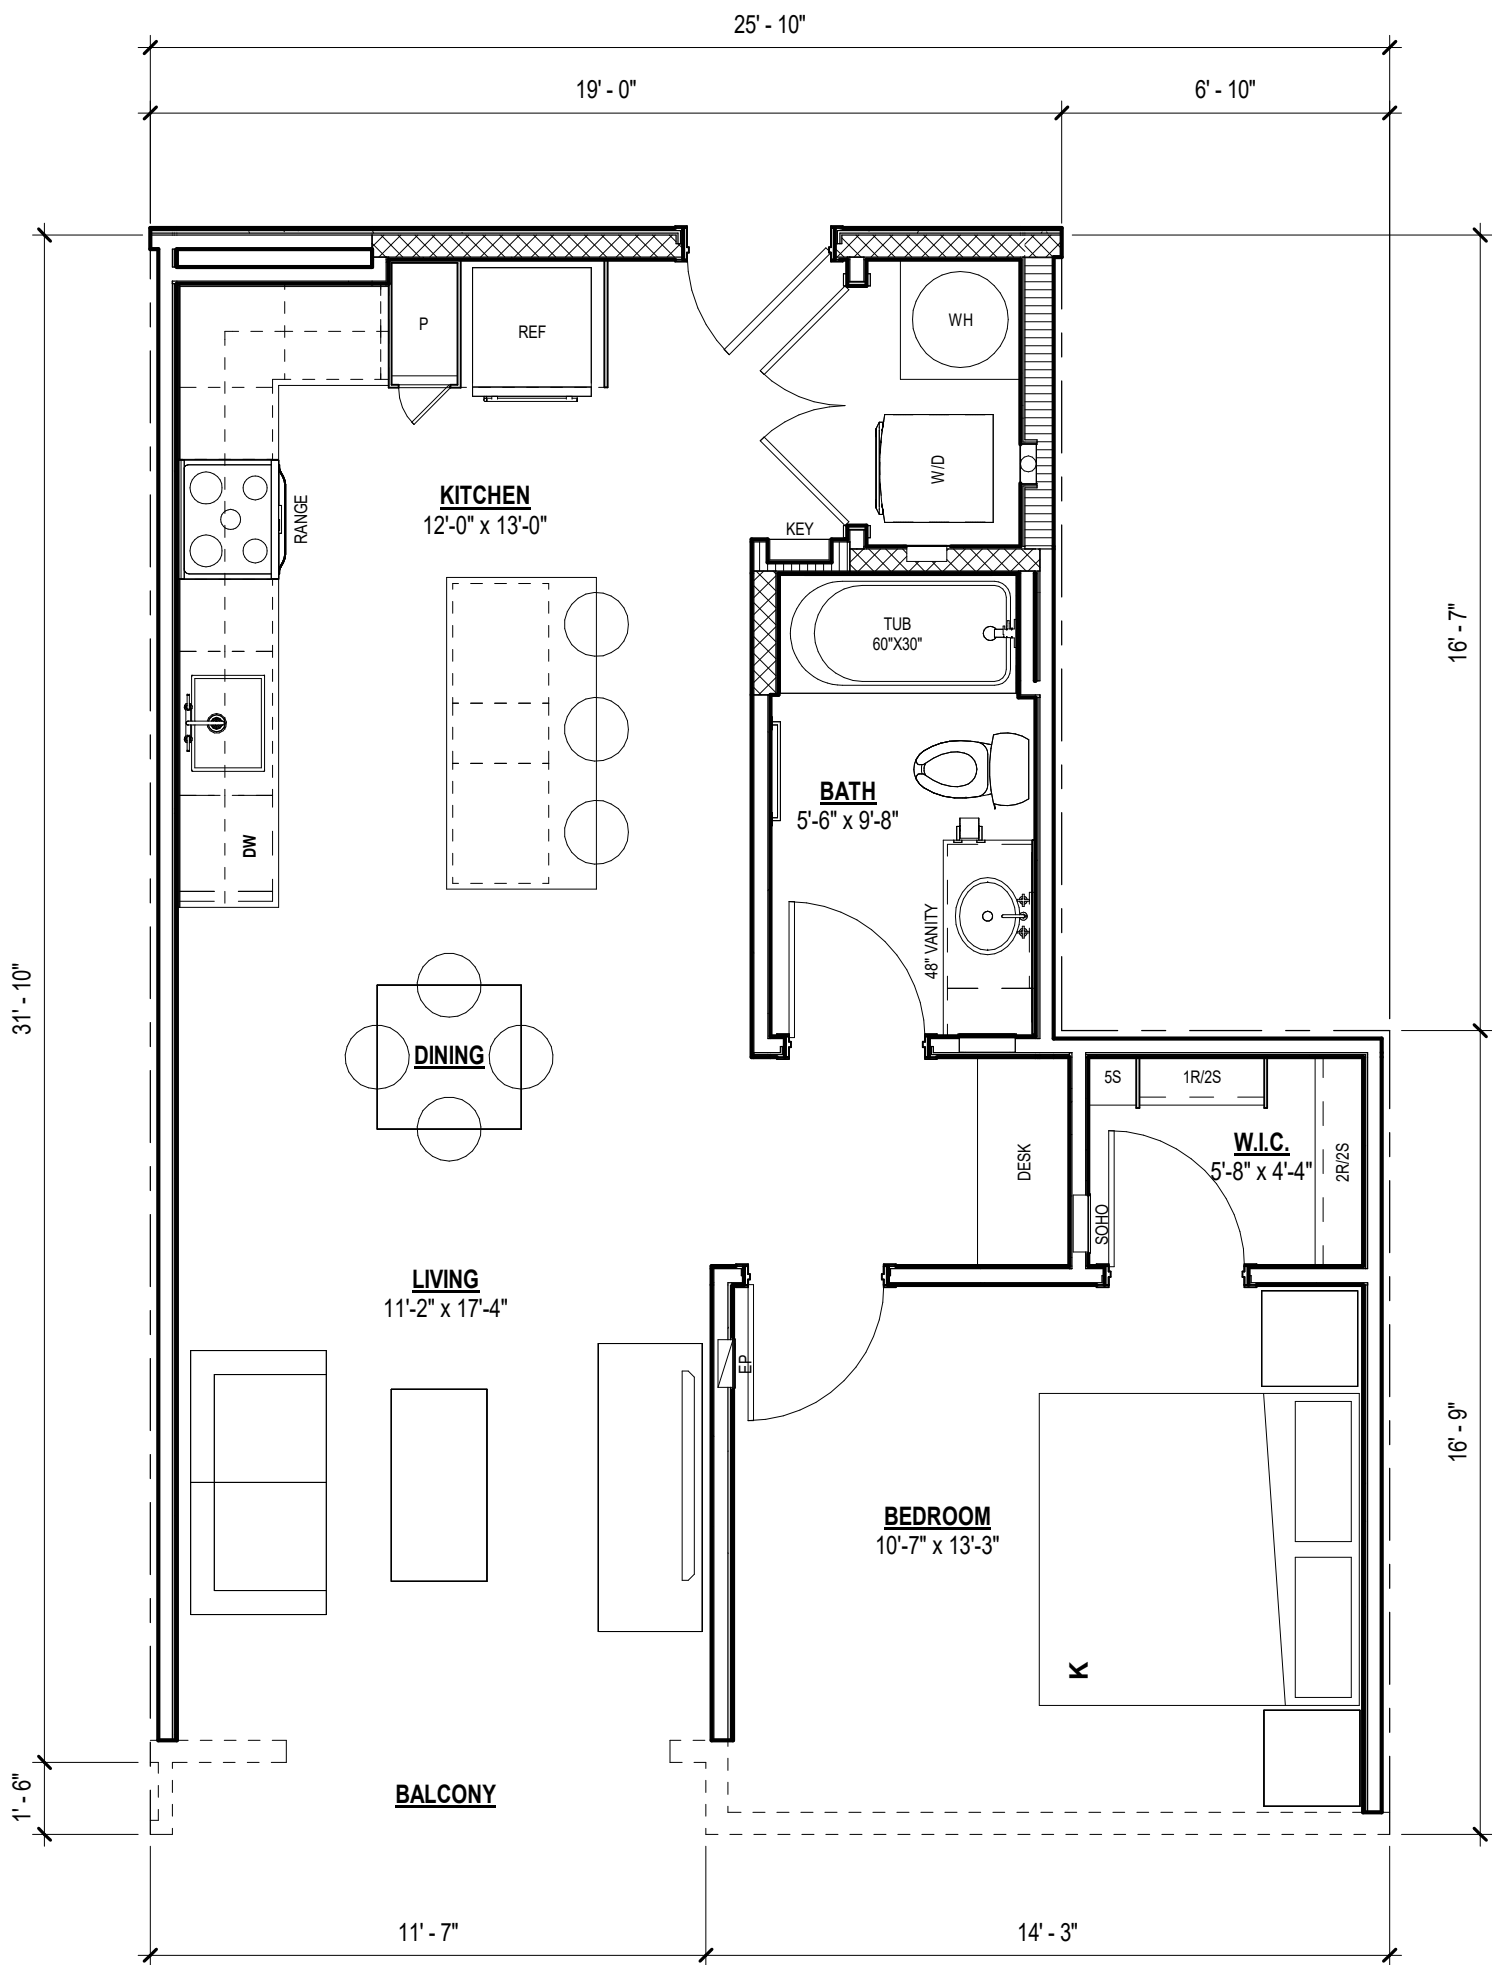 25' - 10"
19' - 0"
6' - 10"
P
REF
WH
W/D
RANGE
KITCHEN
12'-0" x 13'-0"
KEY
TUB
60"X30"
16' - 7"
BATH
5'-6" x 9'-8"
DW
48" VANITY
31' - 10"
DINING
5S
1R/2S
W.I.C.
5'-8" x 4'-4"
2R/2S
DESK
SOHO
LIVING
11'-2" x 17'-4"
EP
16' - 9"
BEDROOM
10'-7" x 13'-3"
K
1' - 6"
BALCONY
11' - 7"
14' - 3"